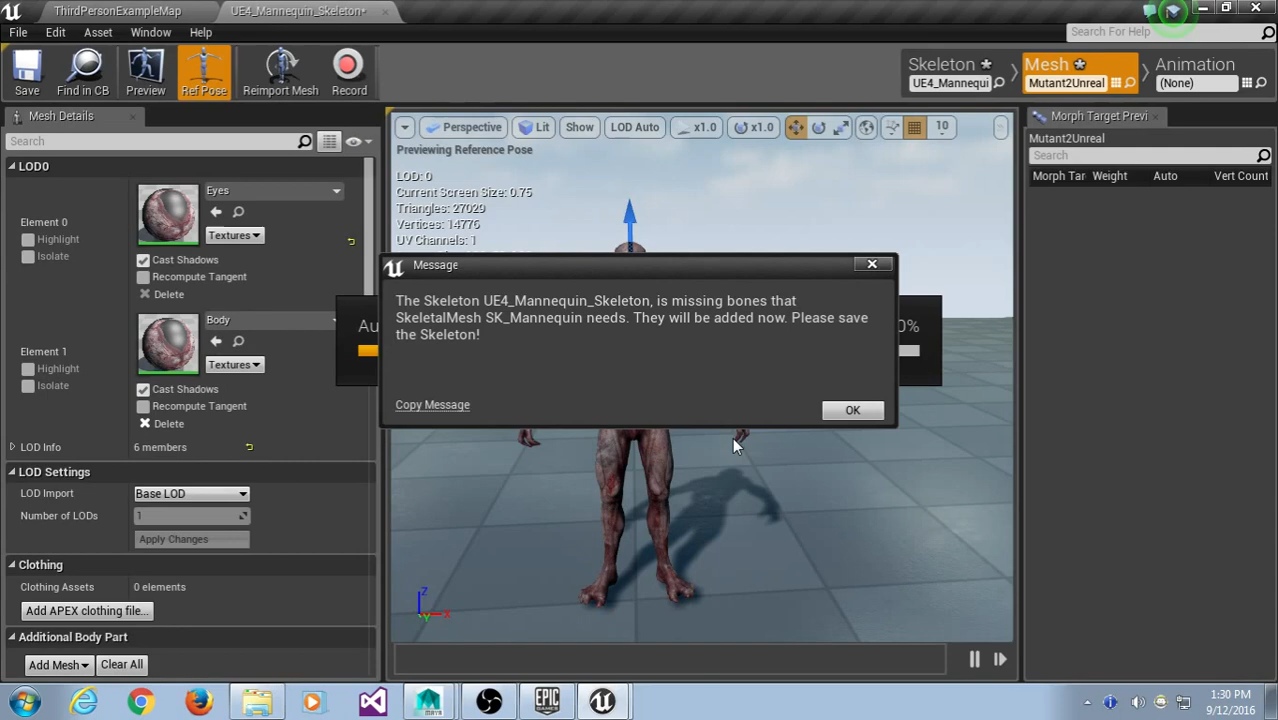 ThirdPersonExampleMap
UE4_Mannequin_Skeleton*
File Edit Asset Window Help
Search For Help
Save
Find in CB
Preview
Ref Pose
Reimport Mesh
Record
Skeleton
UE4_Mannequi
Mesh
Mutant2Unreal
Animation
(None)
Mesh Details
Search
LOD0
Element 0
Highlight
Isolate
Eyes
Textures
Cast Shadows
Recompute Tangent
Delete
Element 1
Highlight
Isolate
Body
Textures
Cast Shadows
Recompute Tangent
Delete
LOD Info 6 members
LOD Settings
LOD Import Base LOD
Number of LODs 1
Apply Changes
Clothing
Clothing Assets 0 elements
Add APEX clothing file...
Additional Body Part
Add Mesh Clear All
Perspective Lit Show LOD Auto x1.0 x1.0 10
Previewing Reference Pose
LOD: 0
Current Screen Size: 0.75
Triangles: 27029
Vertices: 14776
UV Channels: 1
Message
The Skeleton UE4_Mannequin_Skeleton, is missing bones that
SkeletalMesh SK_Mannequin needs. They will be added now. Please save
the Skeleton!
Copy Message
OK
Au
0%
Z
X
Y
Morph Target Previ
Mutant2Unreal
Search
Morph Tar Weight Auto Vert Count
MAYA
EPIC
GAMES
1:30 PM
9/12/2016